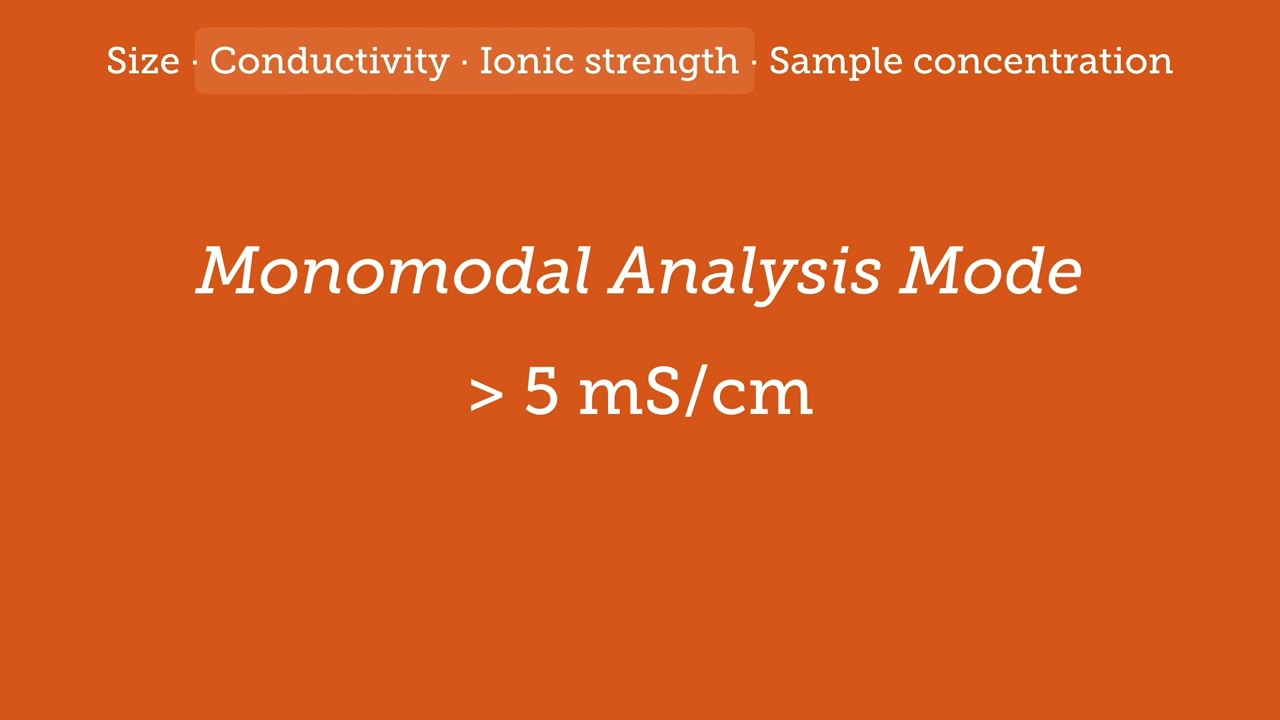 Size · Conductivity · Ionic strength · Sample concentration
Monomodal Analysis Mode
> 5 mS/cm